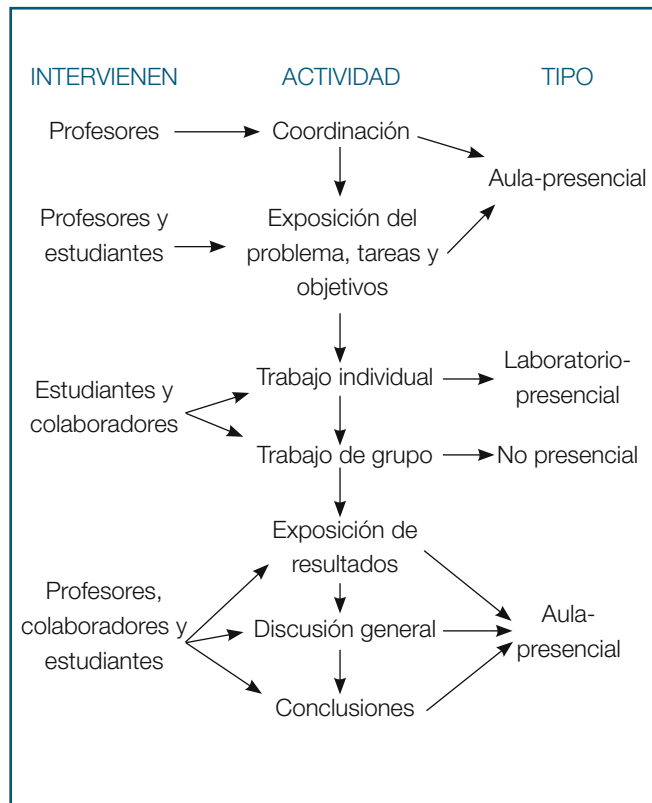 INTERVIENEN ACTIVIDAD TIPO
Profesores Coordinación
Aula-presencial
Profesores y
estudiantes
Exposición del
problema, tareas y
objetivos
Estudiantes y
colaboradores
Trabajo individual
Laboratorio-
presencial
Trabajo de grupo No presencial
Exposición de
resultados
Profesores,
colaboradores y
estudiantes
Discusión general
Aula-
presencial
Conclusiones